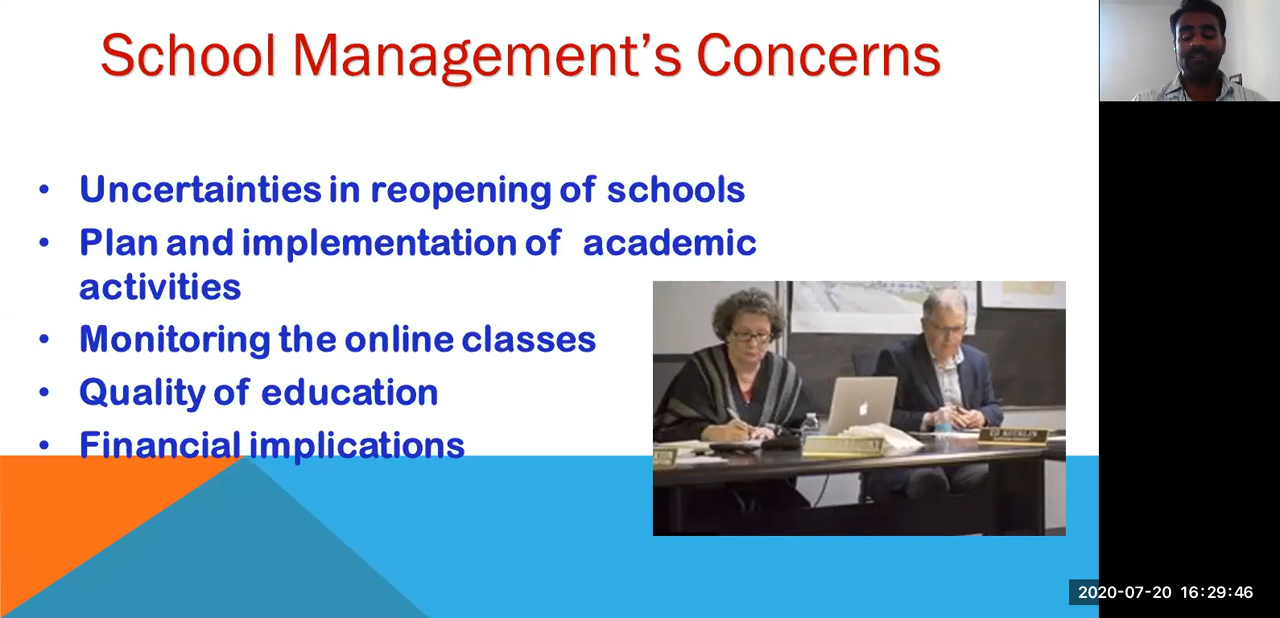 School Management's Concerns
• Uncertainties in reopening of schools
• Plan and implementation of academic
activities
• Monitoring the online classes
• Quality of education
• Financial implications
2020-07-20 16:29:46